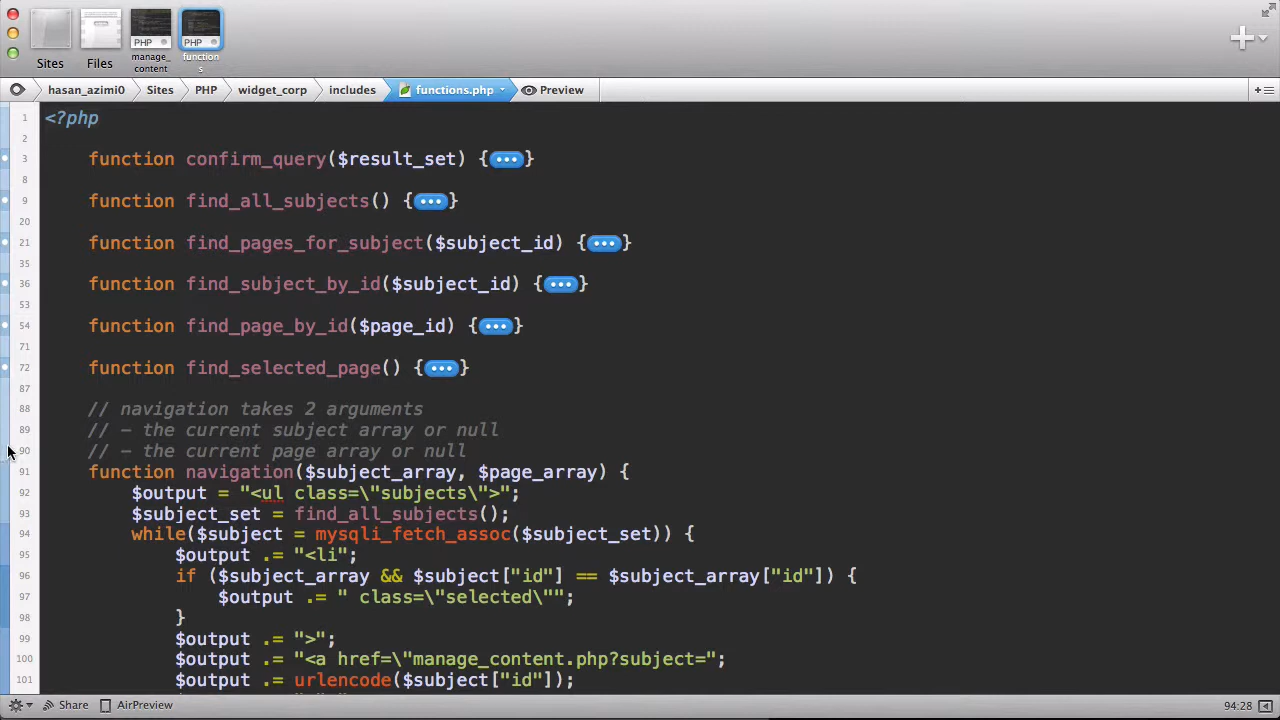 Sites
Files
PHP
manage_
content
PHP
function
s
hasan_azimi0 Sites PHP widget_corp includes functions.php Preview
1 <?php
2
3 function confirm_query($result_set) {•••}
8
9 function find_all_subjects() {•••}
20
21 function find_pages_for_subject($subject_id) {•••}
35
36 function find_subject_by_id($subject_id) {•••}
53
54 function find_page_by_id($page_id) {•••}
71
72 function find_selected_page() {•••}
87
88 // navigation takes 2 arguments
89 // - the current subject array or null
90 // - the current page array or null
91 function navigation($subject_array, $page_array) {
92 $output = "<ul class=\"subjects\">";
93 $subject_set = find_all_subjects();
94 while($subject = mysqli_fetch_assoc($subject_set)) {
95 $output .= "<li";
96 if ($subject_array && $subject["id"] == $subject_array["id"]) {
97 $output .= " class=\"selected\"";
98 }
99 $output .= ">";
100 $output .= "<a href=\"manage_content.php?subject=";
101 $output .= urlencode($subject["id"]);
Share AirPreview 94:28